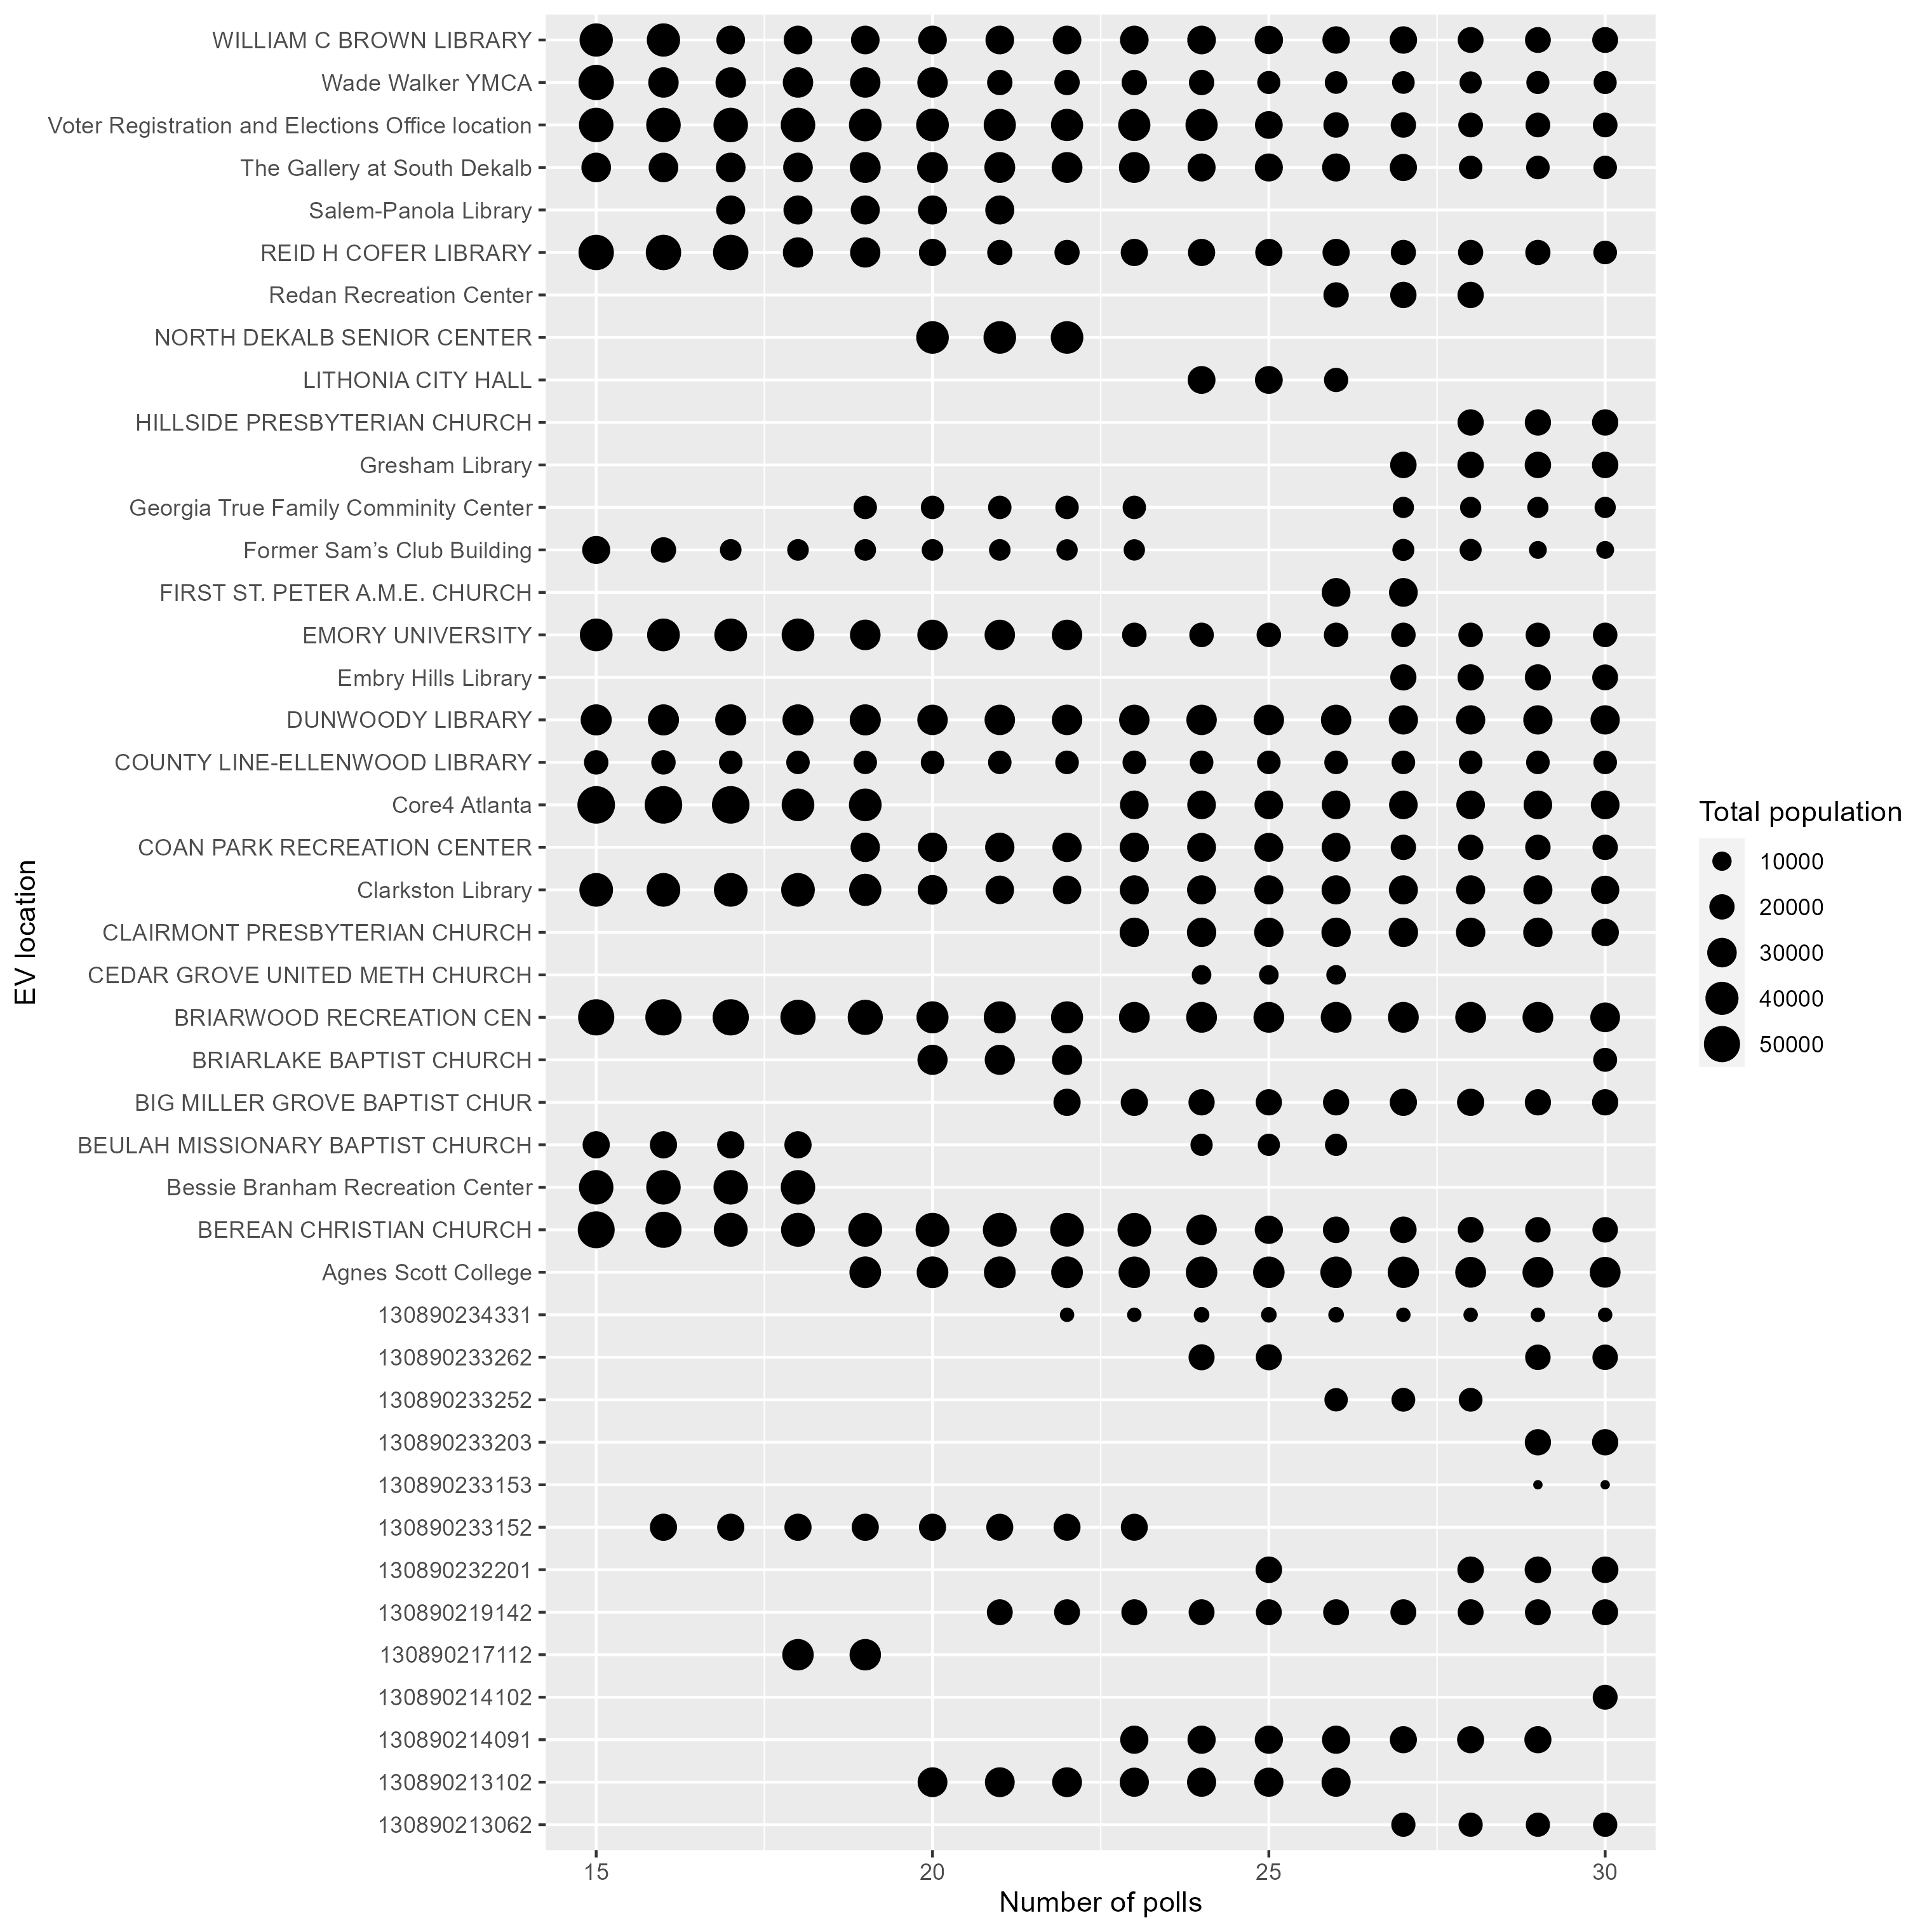 WILLIAM C BROWN LIBRARY
Wade Walker YMCA
Voter Registration and Elections Office location
The Gallery at South Dekalb
Salem-Panola Library
REID H COFER LIBRARY
Redan Recreation Center
NORTH DEKALB SENIOR CENTER
LITHONIA CITY HALL
HILLSIDE PRESBYTERIAN CHURCH
Gresham Library
Georgia True Family Comminity Center
Former Sam’s Club Building
FIRST ST. PETER A.M.E. CHURCH
EMORY UNIVERSITY
Embry Hills Library
DUNWOODY LIBRARY
COUNTY LINE-ELLENWOOD LIBRARY
Core4 Atlanta
COAN PARK RECREATION CENTER
Clarkston Library
CLAIRMONT PRESBYTERIAN CHURCH
CEDAR GROVE UNITED METH CHURCH
BRIARWOOD RECREATION CEN
BRIARLAKE BAPTIST CHURCH
BIG MILLER GROVE BAPTIST CHUR
BEULAH MISSIONARY BAPTIST CHURCH
Bessie Branham Recreation Center
BEREAN CHRISTIAN CHURCH
Agnes Scott College
130890234331
130890233262
130890233252
130890233203
130890233153
130890233152
130890232201
130890219142
130890217112
130890214102
130890214091
130890213102
130890213062
EV location
15 20 25 30
Number of polls
Total population
10000
20000
30000
40000
50000